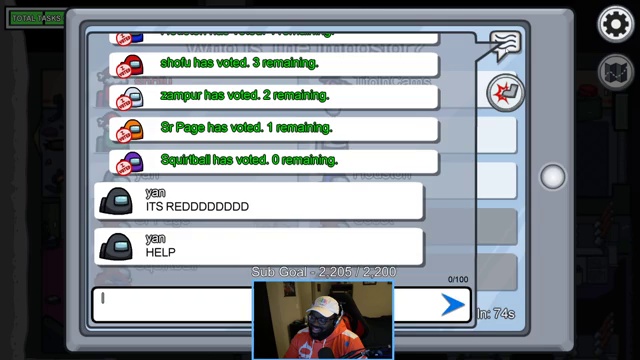 TOTAL TASKS
shofu has voted. 3 remaining.
zampur has voted. 2 remaining.
Sr Page has voted. 1 remaining.
Squirtball has voted. 0 remaining.
yan
ITS REDDDDDDDD
yan
HELP
Sub Goal - 2,205 / 2,200
0/100
In: 74s